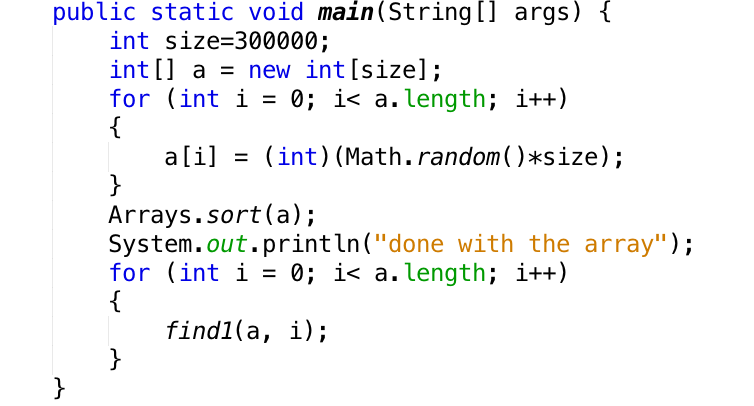 public static void main(String[] args) {
    int size=300000;
    int[] a = new int[size];
    for (int i = 0; i< a.length; i++)
    {
        a[i] = (int)(Math.random()*size);
    }
    Arrays.sort(a);
    System.out.println("done with the array");
    for (int i = 0; i< a.length; i++)
    {
        find1(a, i);
    }
}